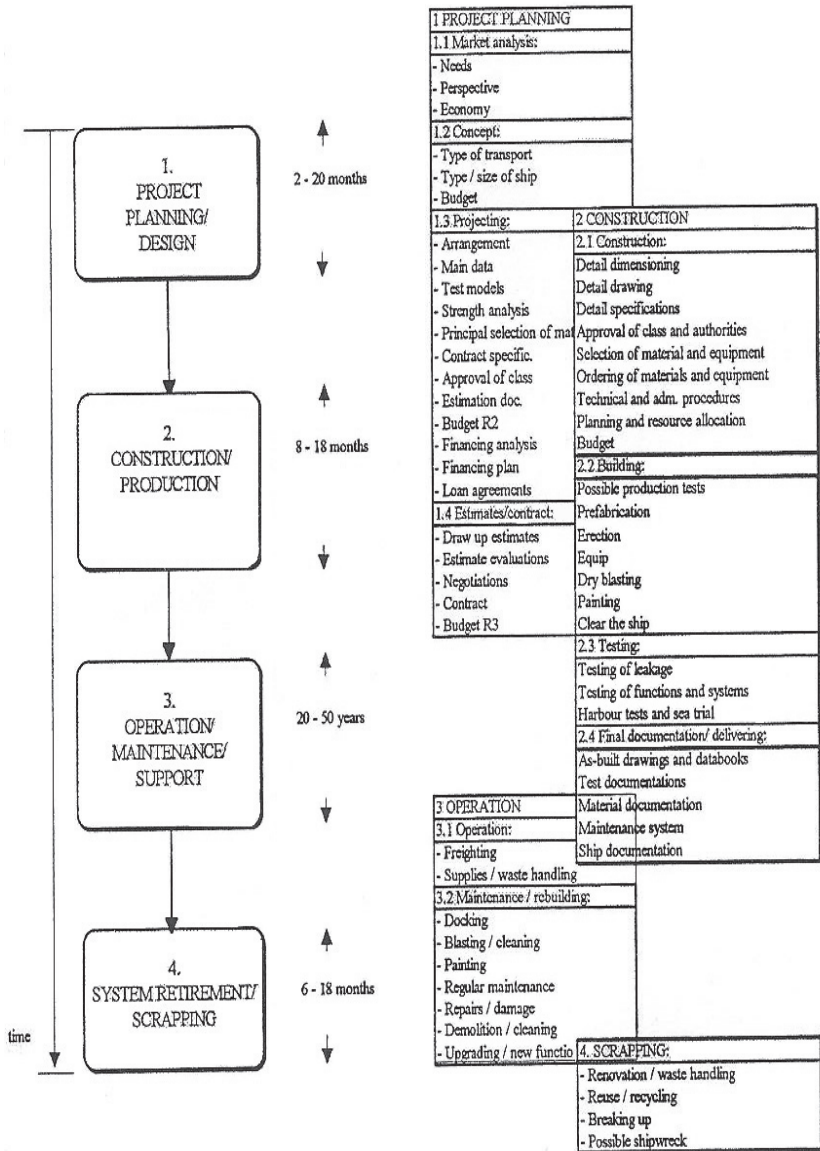 1.
PROJECT
PLANNING/
DESIGN
2 - 20 months
2.
CONSTRUCTION/
PRODUCTION
8 - 18 months
3.
OPERATION/
MAINTENANCE/
SUPPORT
20 - 50 years
4.
SYSTEM RETIREMENT/
SCRAPPING
6 - 18 months
time
1 PROJECT PLANNING
1.1 Market analysis:
- Needs
- Perspective
- Economy
1.2 Concept:
- Type of transport
- Type / size of ship
- Budget
1.3 Projecting:
- Arrangement
- Main data
- Test models
- Strength analysis
- Principal selection of mat
- Contract specific.
- Approval of class
- Estimation doc.
- Budget R2
- Financing analysis
- Financing plan
- Loan agreements
1.4 Estimates/contract:
- Draw up estimates
- Estimate evaluations
- Negotiations
- Contract
- Budget R3
2 CONSTRUCTION
2.1 Construction:
Detail dimensioning
Detail drawing
Detail specifications
Approval of class and authorities
Selection of material and equipment
Ordering of materials and equipment
Technical and adm. procedures
Planning and resource allocation
Budget
2.2 Building:
Possible production tests
Prefabrication
Erection
Equip
Dry blasting
Painting
Clear the ship
2.3 Testing:
Testing of leakage
Testing of functions and systems
Harbour tests and sea trial
2.4 Final documentation/ delivering:
As-built drawings and databooks
Test documentations
Material documentation
Maintenance system
Ship documentation
3 OPERATION
3.1 Operation:
- Freighting
- Supplies / waste handling
3.2 Maintenance / rebuilding:
- Docking
- Blasting / cleaning
- Painting
- Regular maintenance
- Repairs / damage
- Demolition / cleaning
- Upgrading / new functio
4. SCRAPPING:
- Renovation / waste handling
- Reuse / recycling
- Breaking up
- Possible shipwreck